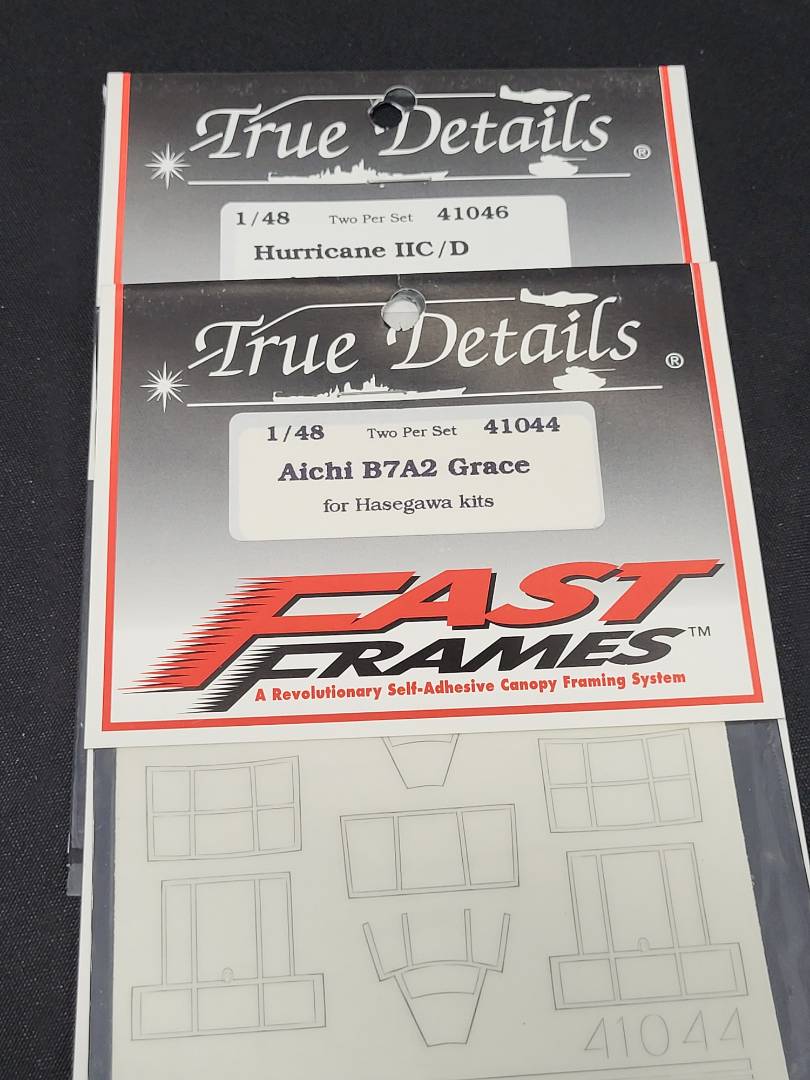 True Details ®
1/48 Two Per Set 41046
Hurricane IIC/D
True Details ®
1/48 Two Per Set 41044
Aichi B7A2 Grace
for Hasegawa kits
FAST
FRAMES™
A Revolutionary Self-Adhesive Canopy Framing System
41044